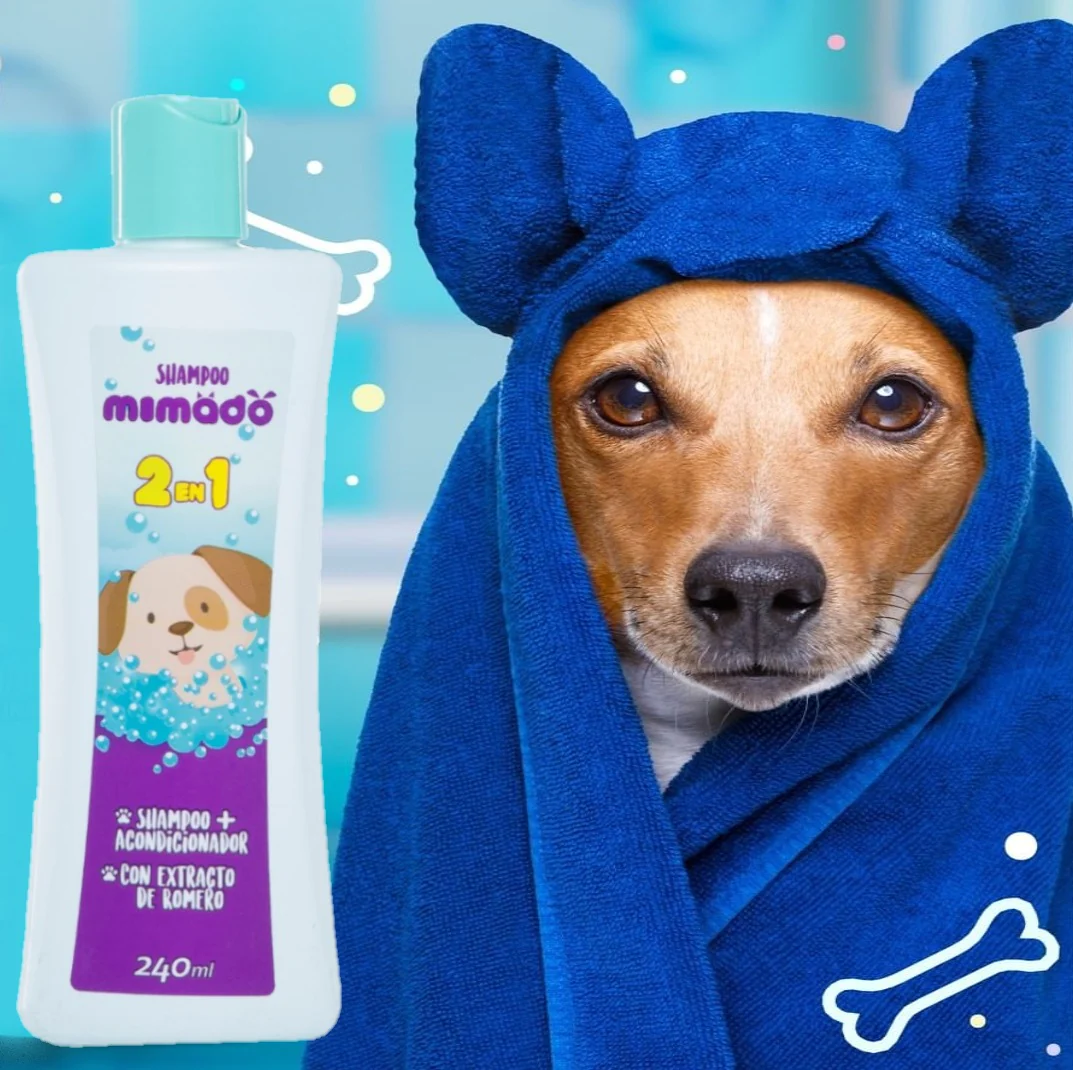 SHAMPOO
mimado
2 EN 1
SHAMPOO +
ACONDICIONADOR
CON EXTRACTO
DE ROMERO
240ml